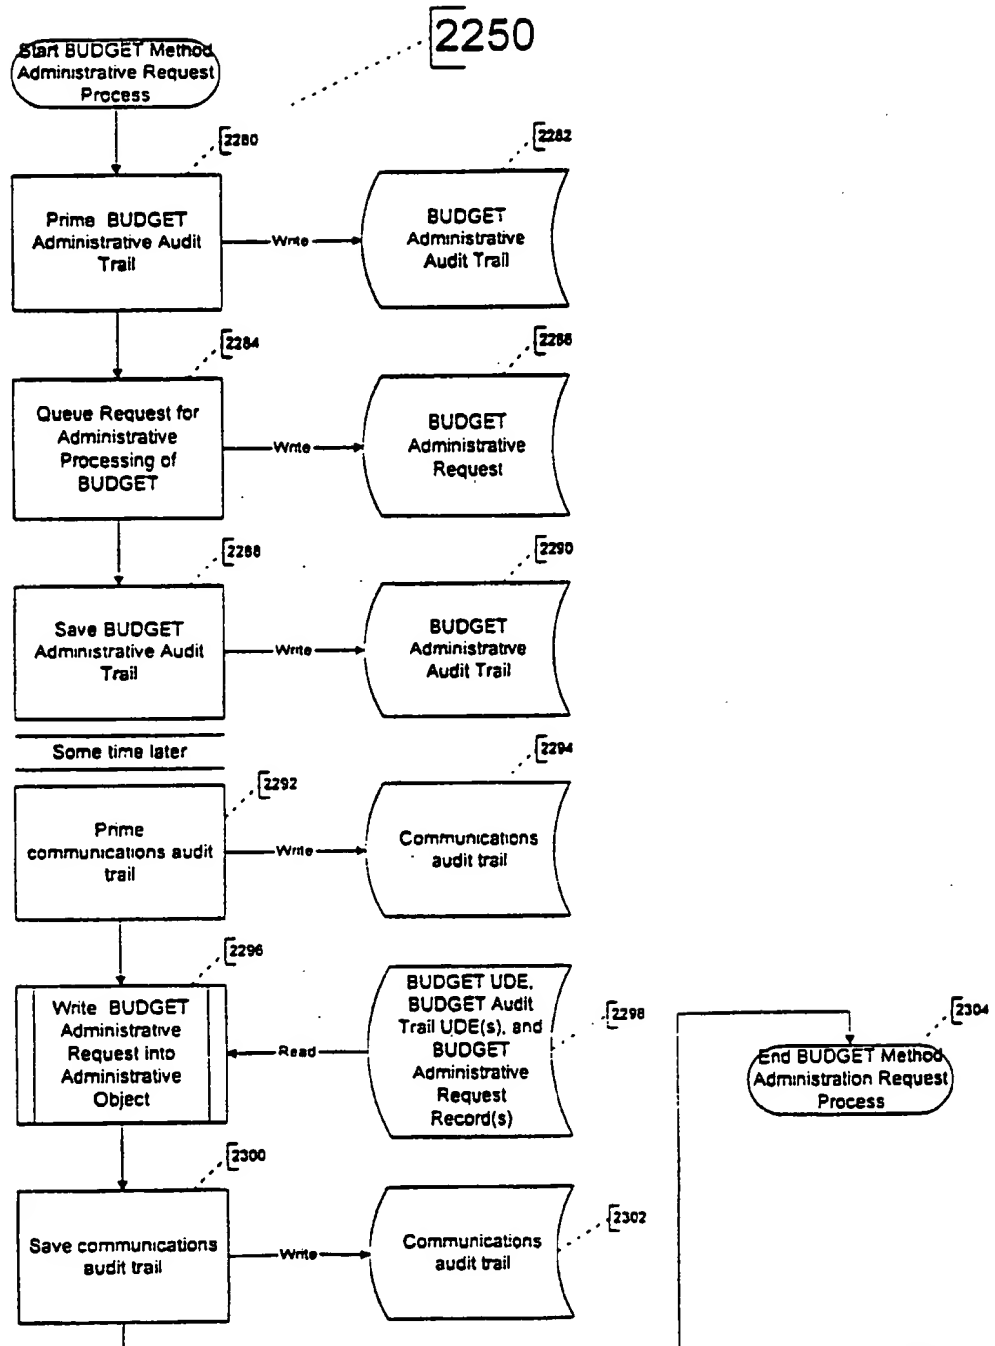 2250
Start BUDGET Method
Administrative Request
Process
2280
2282
Prime BUDGET
Administrative Audit
Trail
Write
BUDGET
Administrative
Audit Trail
2284
2286
Queue Request for
Administrative
Processing of
BUDGET
Write
BUDGET
Administrative
Request
2288
2290
Save BUDGET
Administrative Audit
Trail
Write
BUDGET
Administrative
Audit Trail
Some time later
2292
2294
Prime
communications audit
trail
Write
Communications
audit trail
2296
2298
2304
Write BUDGET
Administrative
Request into
Administrative
Object
Read
BUDGET UDE,
BUDGET Audit
Trail UDE(s), and
BUDGET
Administrative
Request
Record(s)
End BUDGET Method
Administration Request
Process
2300
2302
Save communications
audit trail
Write
Communications
audit trail